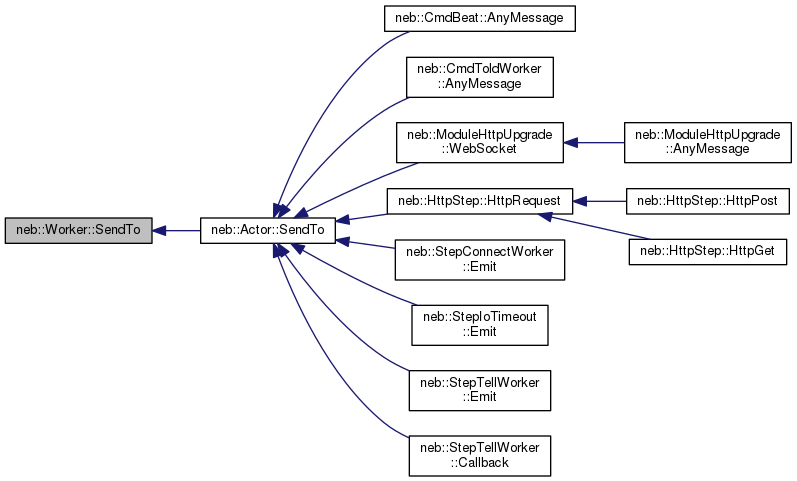 neb::CmdBeat::AnyMessage
neb::CmdToldWorker
::AnyMessage
neb::ModuleHttpUpgrade
::WebSocket
neb::ModuleHttpUpgrade
::AnyMessage
neb::HttpStep::HttpRequest
neb::HttpStep::HttpPost
neb::Worker::SendTo
neb::Actor::SendTo
neb::StepConnectWorker
::Emit
neb::HttpStep::HttpGet
neb::StepIoTimeout
::Emit
neb::StepTellWorker
::Emit
neb::StepTellWorker
::Callback